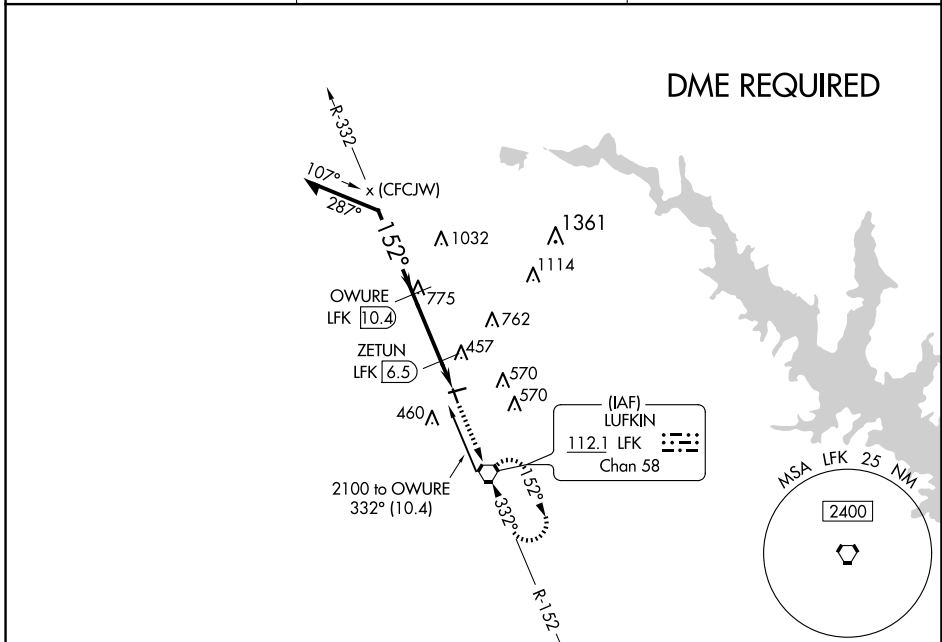 DME REQUIRED
R-332
107°
(CFCJW)
287°
152°
1032
1361
1114
OWURE
LFK 10.4
775
762
ZETUN
LFK 6.5
457
570
570
460
(IAF)
LUFKIN
112.1 LFK
Chan 58
2100 to OWURE
332° (10.4)
152°
332°
R-152
MSA LFK 25 NM
2400